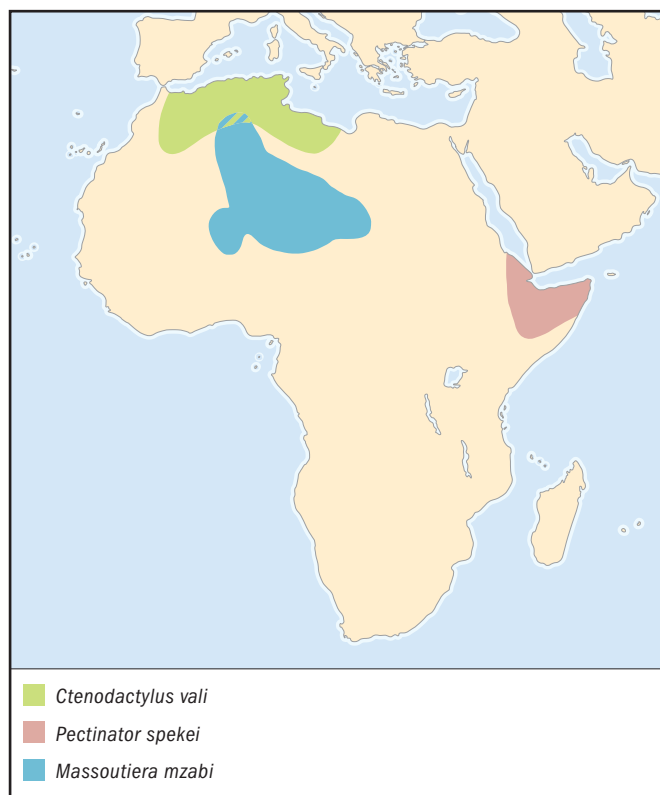 Ctenodactylus vali
Pectinator spekei
Massoutiera mzabi